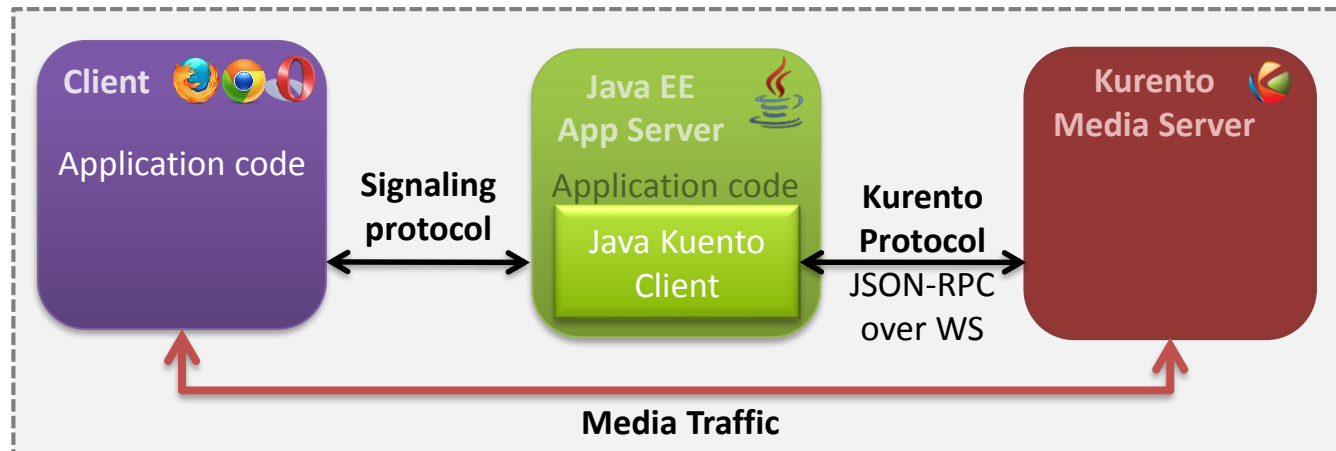 Client
Application code
Signaling
protocol
Java EE
App Server
Application code
Java Kuento
Client
Kurento
Protocol
JSON-RPC
over WS
Kurento
Media Server
Media Traffic